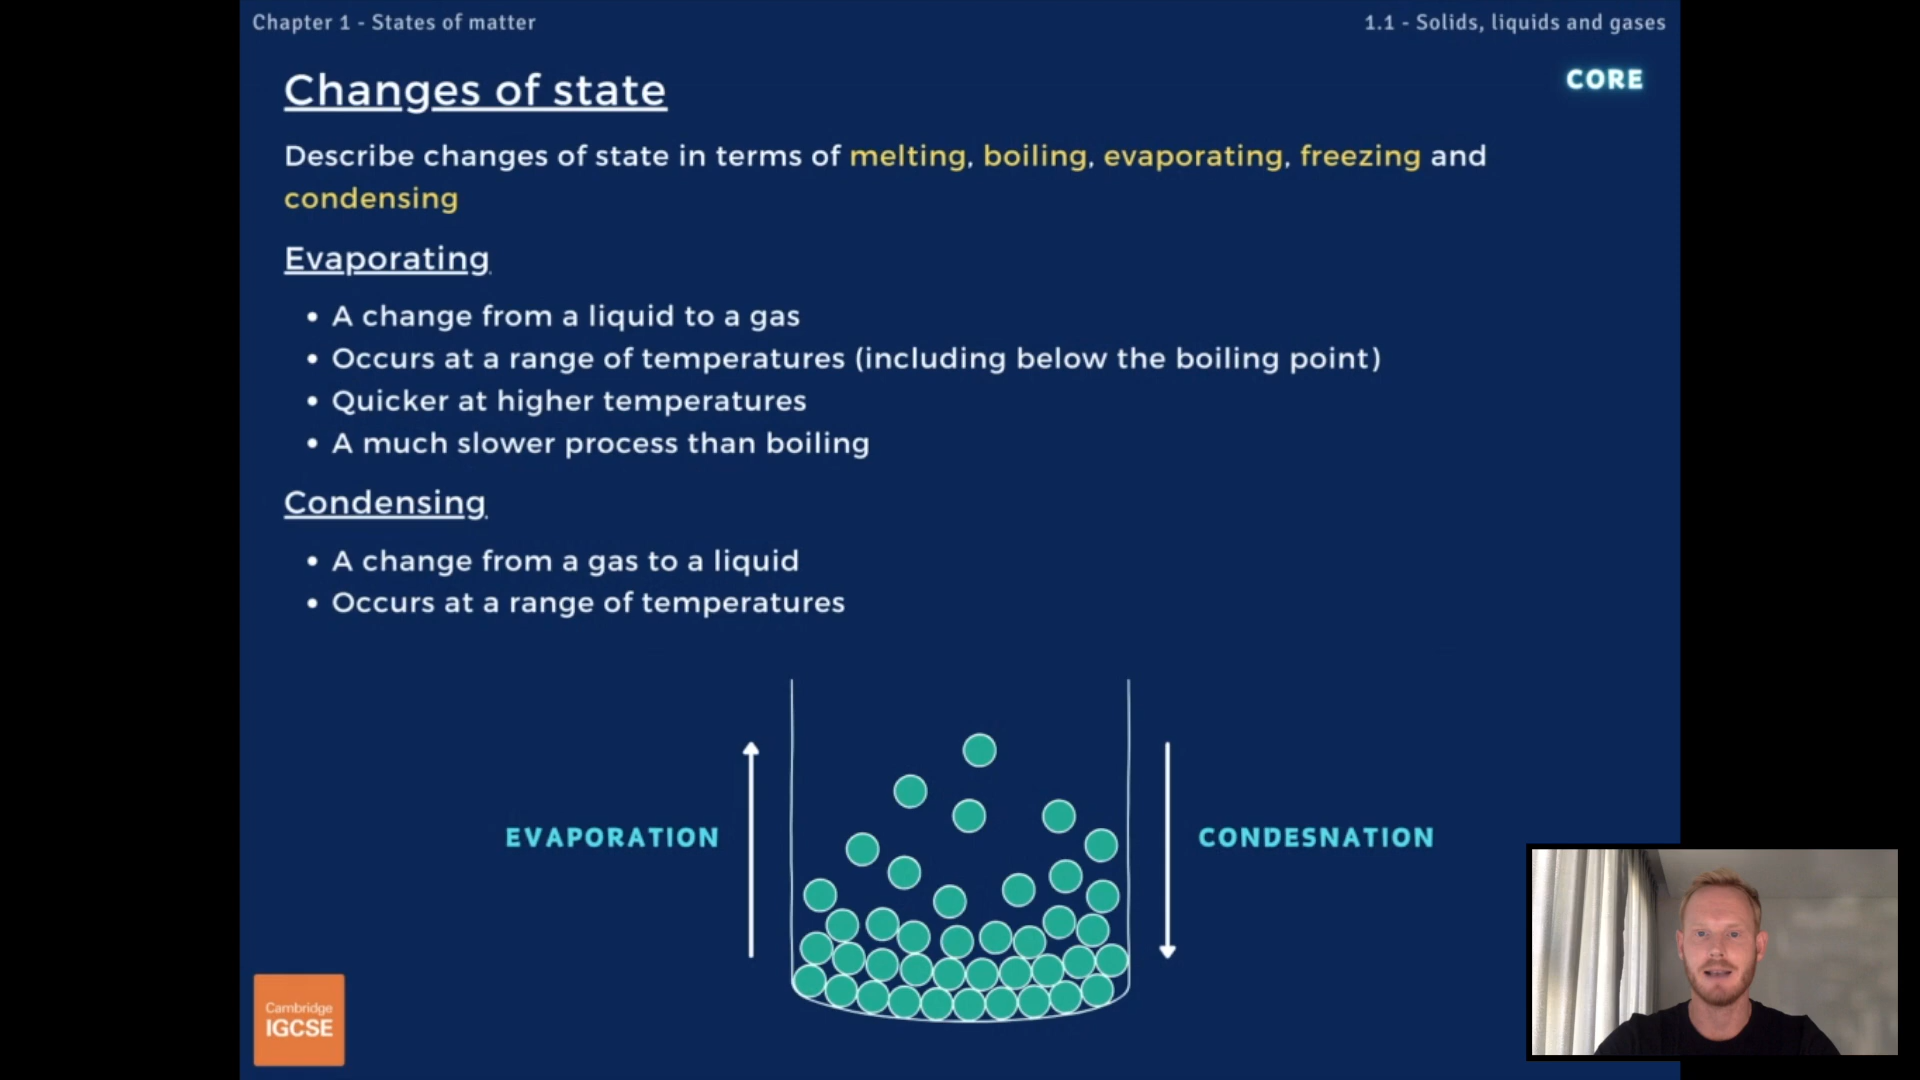 Chapter 1 - States of matter
1.1 - Solids, liquids and gases
CORE
Changes of state
Describe changes of state in terms of melting, boiling, evaporating, freezing and
condensing
Evaporating
• A change from a liquid to a gas
• Occurs at a range of temperatures (including below the boiling point)
• Quicker at higher temperatures
• A much slower process than boiling
Condensing
• A change from a gas to a liquid
• Occurs at a range of temperatures
EVAPORATION
CONDESNATION
Cambridge
IGCSE